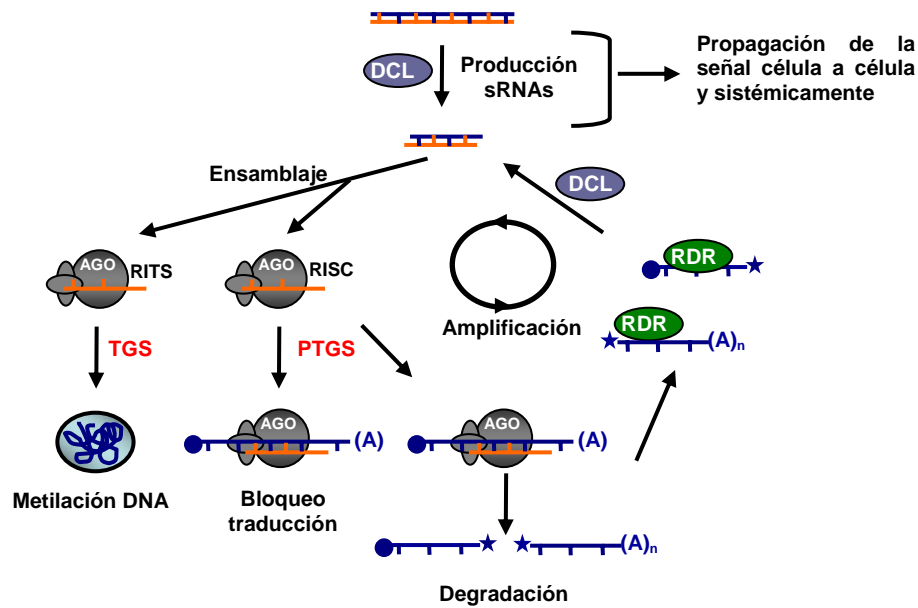 DCL
Producción
sRNAs
Propagación de la
señal célula a célula
y sistémicamente
Ensamblaje
DCL
AGO
RITS
AGO
RISC
RDR
Amplificación
RDR
(A)n
TGS
PTGS
AGO
(A)
AGO
(A)
Metilación DNA
Bloqueo
traducción
(A)n
Degradación